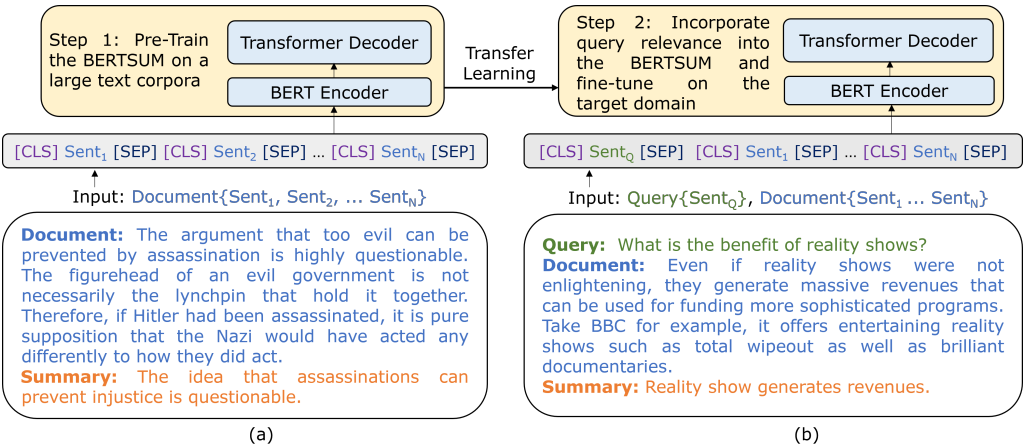 Step 1: Pre-Train
the BERTSUM on a
large text corpora
Transformer Decoder
BERT Encoder
Transfer
Learning
Step 2: Incorporate
query relevance into
the BERTSUM and
fine-tune on the
target domain
Transformer Decoder
BERT Encoder
[CLS] Sent1 [SEP] [CLS] Sent2 [SEP] ... [CLS] SentN [SEP]
Input: Document{Sent1, Sent2, ... SentN}
Document: The argument that too evil can be
prevented by assassination is highly questionable.
The figurehead of an evil government is not
necessarily the lynchpin that hold it together.
Therefore, if Hitler had been assassinated, it is pure
supposition that the Nazi would have acted any
differently to how they did act.
Summary: The idea that assassinations can
prevent injustice is questionable.
(a)
[CLS] SentQ [SEP] [CLS] Sent1 [SEP] ... [CLS] SentN [SEP]
Input: Query{SentQ}, Document{Sent1 ... SentN}
Query: What is the benefit of reality shows?
Document: Even if reality shows were not
enlightening, they generate massive revenues that
can be used for funding more sophisticated programs.
Take BBC for example, it offers entertaining reality
shows such as total wipeout as well as brilliant
documentaries.
Summary: Reality show generates revenues.
(b)